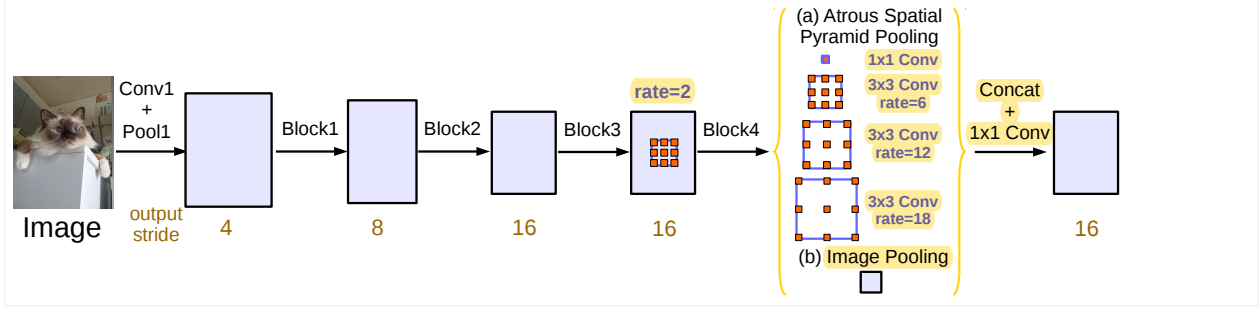 (a) Atrous Spatial
Pyramid Pooling
1x1 Conv
3x3 Conv
rate=6
3x3 Conv
rate=12
3x3 Conv
rate=18
(b) Image Pooling
Conv1
+
Pool1
Block1
Block2
Block3
rate=2
Block4
Concat
+
1x1 Conv
Image
output
stride
4
8
16
16
16